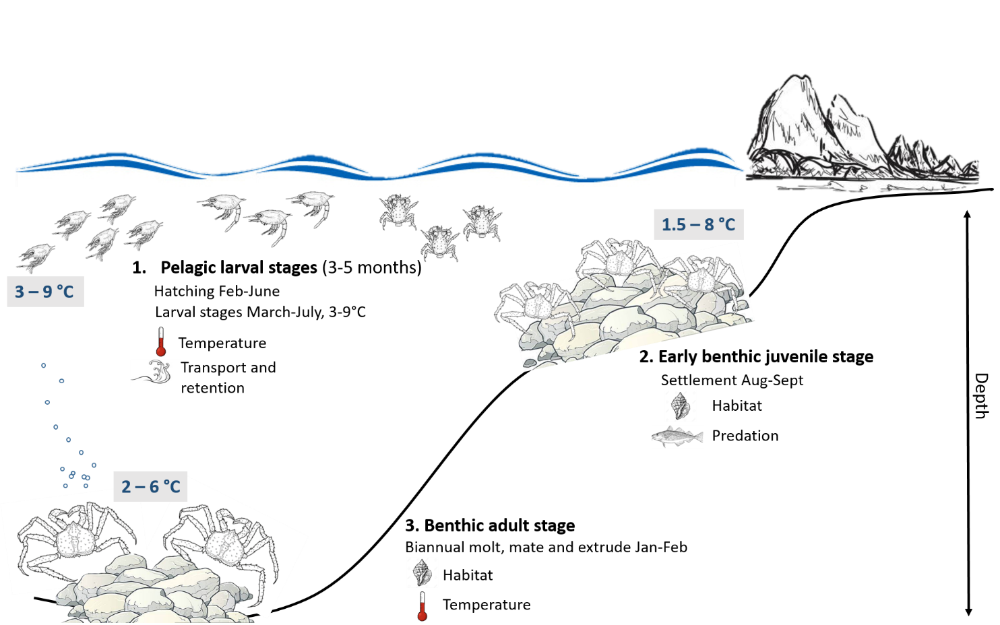 1.5 – 8 °C
1. Pelagic larval stages (3-5 months)
3 – 9 °C
Hatching Feb-June
Larval stages March-July, 3-9°C
Temperature
Transport and
retention
2. Early benthic juvenile stage
Settlement Aug-Sept
Habitat
Predation
Depth
2 – 6 °C
3. Benthic adult stage
Biannual molt, mate and extrude Jan-Feb
Habitat
Temperature